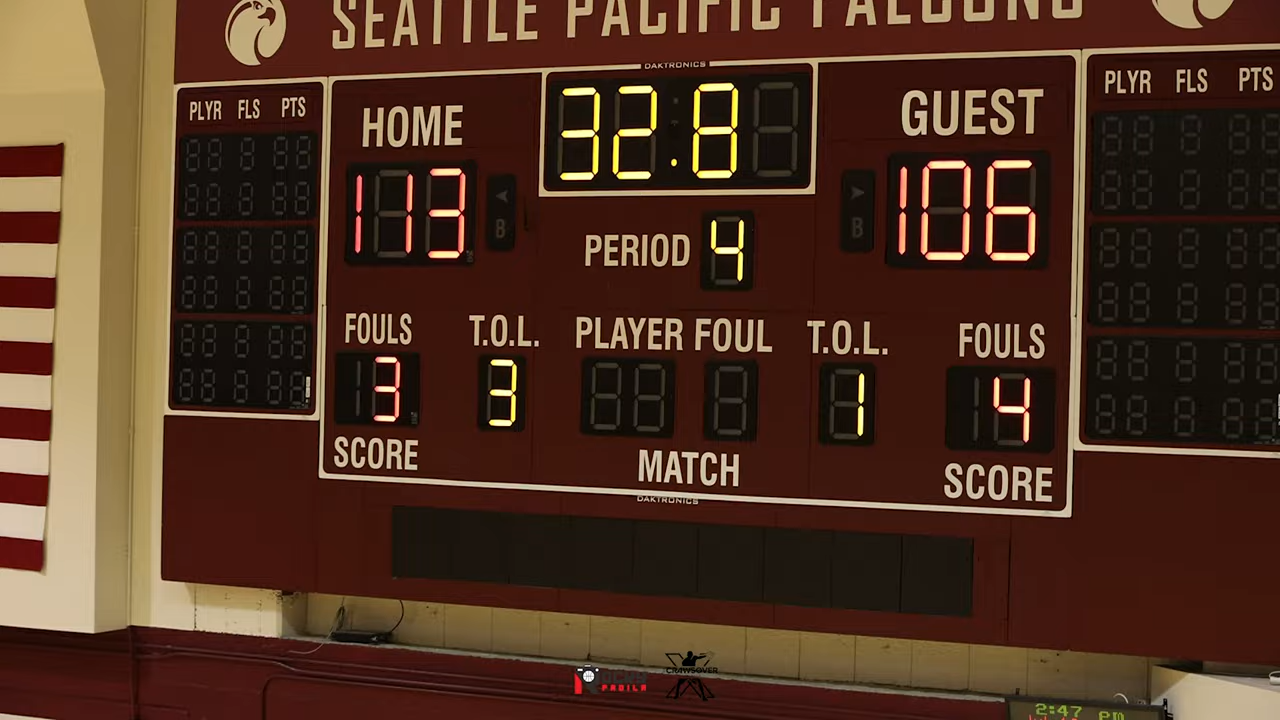 SEATTLE PACIFIC FALCONS
DAKTRONICS
PLYR FLS PTS
HOME
32.8
GUEST
PLYR FLS PTS
113
106
PERIOD 4
FOULS
T.O.L.
PLAYER FOUL
T.O.L.
FOULS
3
3
1
4
SCORE
MATCH
SCORE
DAKTRONICS
CRAWSOVER
2:47 PM